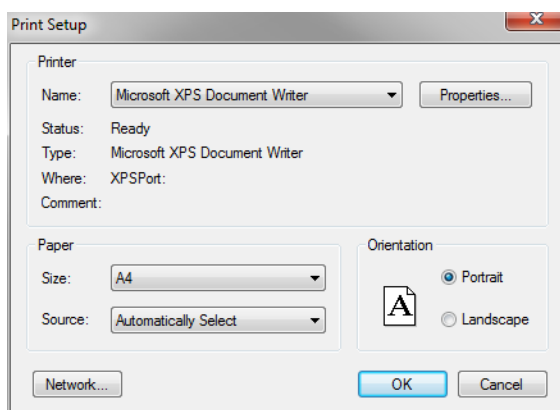 Print Setup
Printer
Name: Microsoft XPS Document Writer Properties...
Status: Ready
Type: Microsoft XPS Document Writer
Where: XPSPort:
Comment:
Paper
Size: A4
Source: Automatically Select
Orientation
A
Portrait
Landscape
Network... OK Cancel